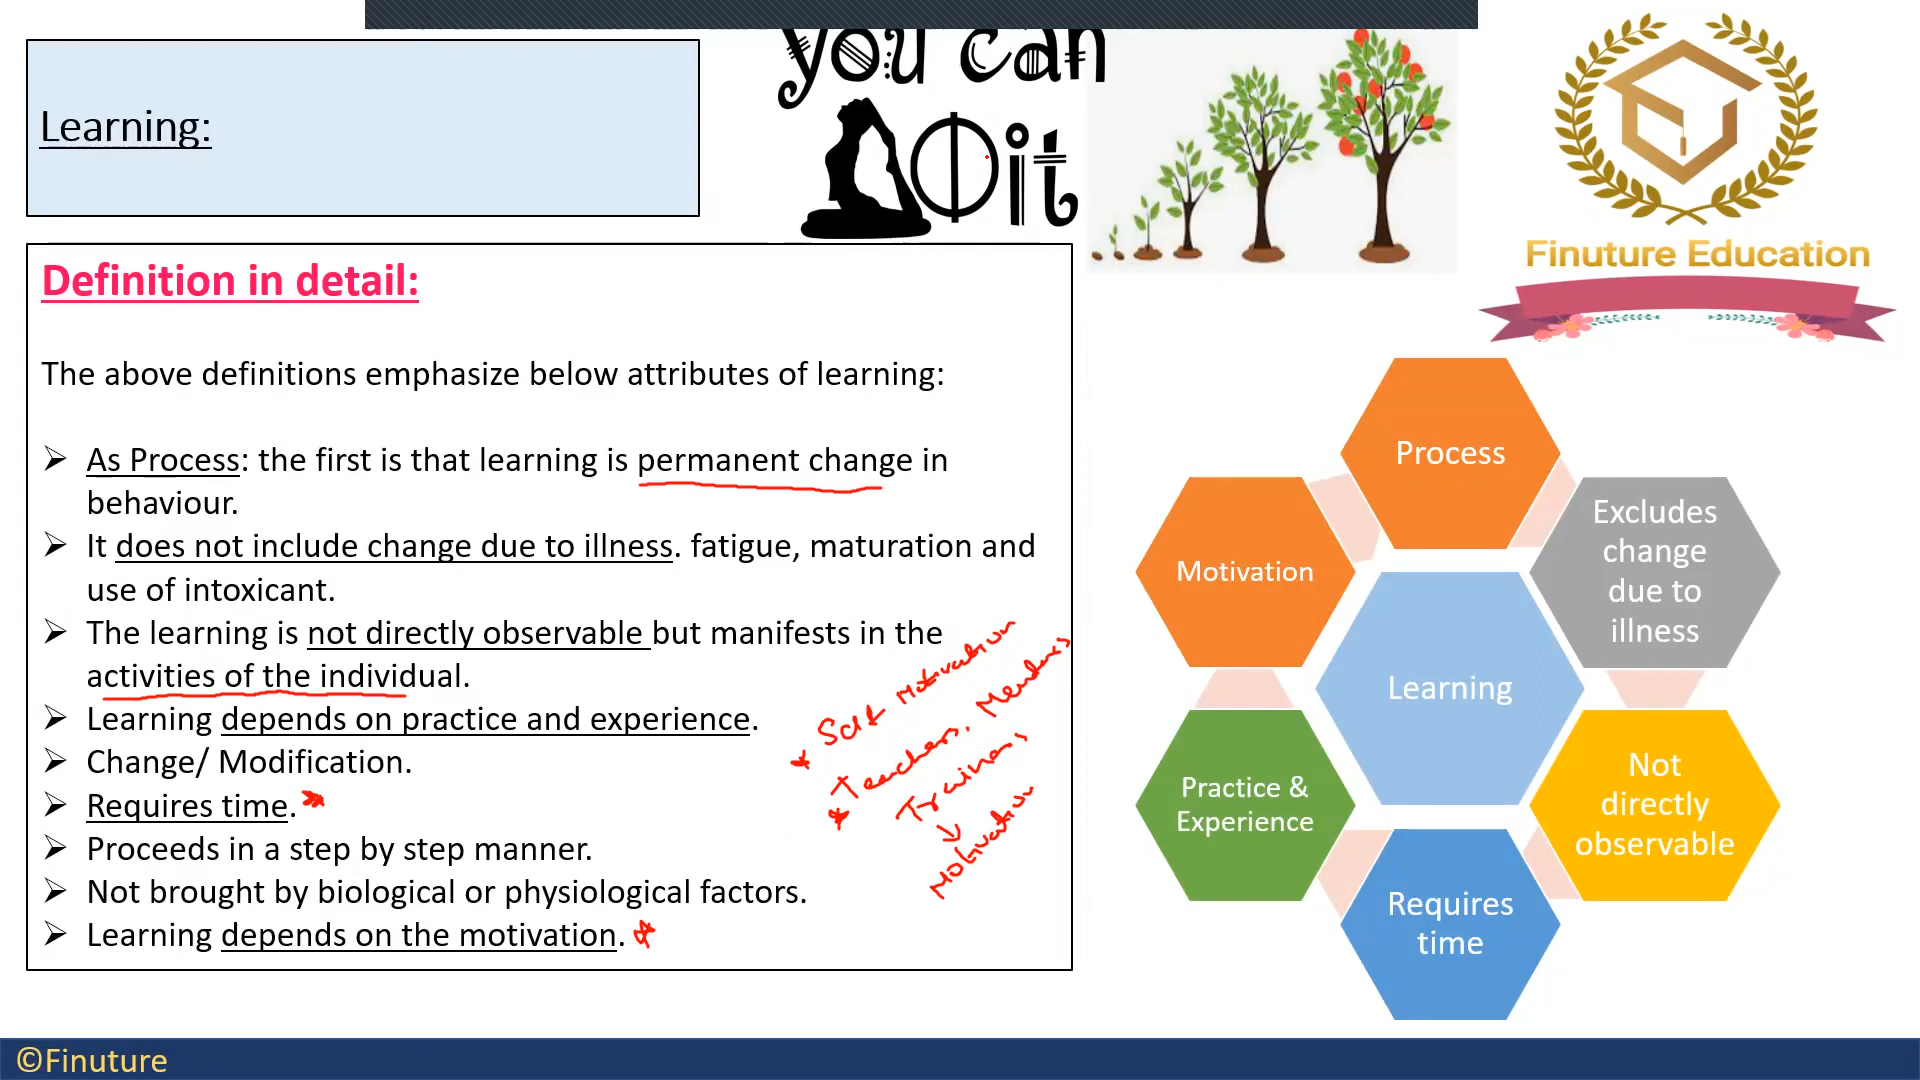 you can
Do it
Learning:
Finuture Education
Definition in detail:
The above definitions emphasize below attributes of learning:
➢ As Process: the first is that learning is permanent change in
behaviour.
➢ It does not include change due to illness. fatigue, maturation and
use of intoxicant.
➢ The learning is not directly observable but manifests in the
activities of the individual.
➢ Learning depends on practice and experience.
➢ Change/ Modification.
➢ Requires time.
➢ Proceeds in a step by step manner.
➢ Not brought by biological or physiological factors.
➢ Learning depends on the motivation.
Self Motivation
Teachers, Mentors
Trainers
Motivation
Process
Excludes
change
due to
illness
Motivation
Learning
Not
directly
observable
Practice &
Experience
Requires
time
©Finuture